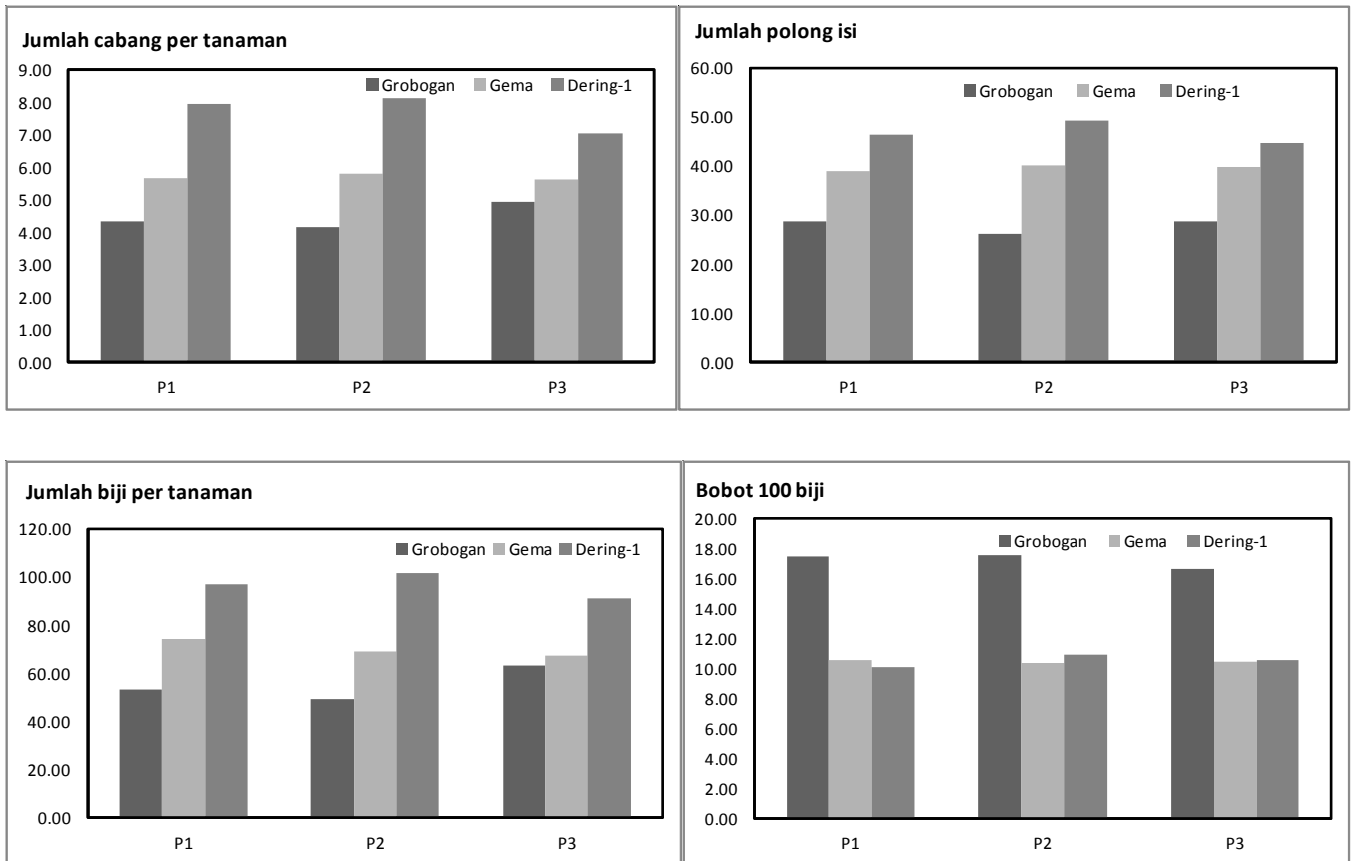 Jumlah cabang per tanaman
Grobogan Gema Dering-1
9.00
8.00
7.00
6.00
5.00
4.00
3.00
2.00
1.00
0.00
P1 P2 P3
Jumlah polong isi
Grobogan Gema Dering-1
60.00
50.00
40.00
30.00
20.00
10.00
0.00
P1 P2 P3
Jumlah biji per tanaman
Grobogan Gema Dering-1
120.00
100.00
80.00
60.00
40.00
20.00
0.00
P1 P2 P3
Bobot 100 biji
Grobogan Gema Dering-1
20.00
18.00
16.00
14.00
12.00
10.00
8.00
6.00
4.00
2.00
0.00
P1 P2 P3